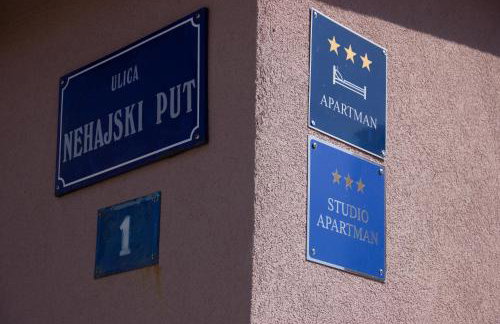 ULICA
NEHAJSKI PUT
1
APARTMAN
STUDIO
APARTMAN